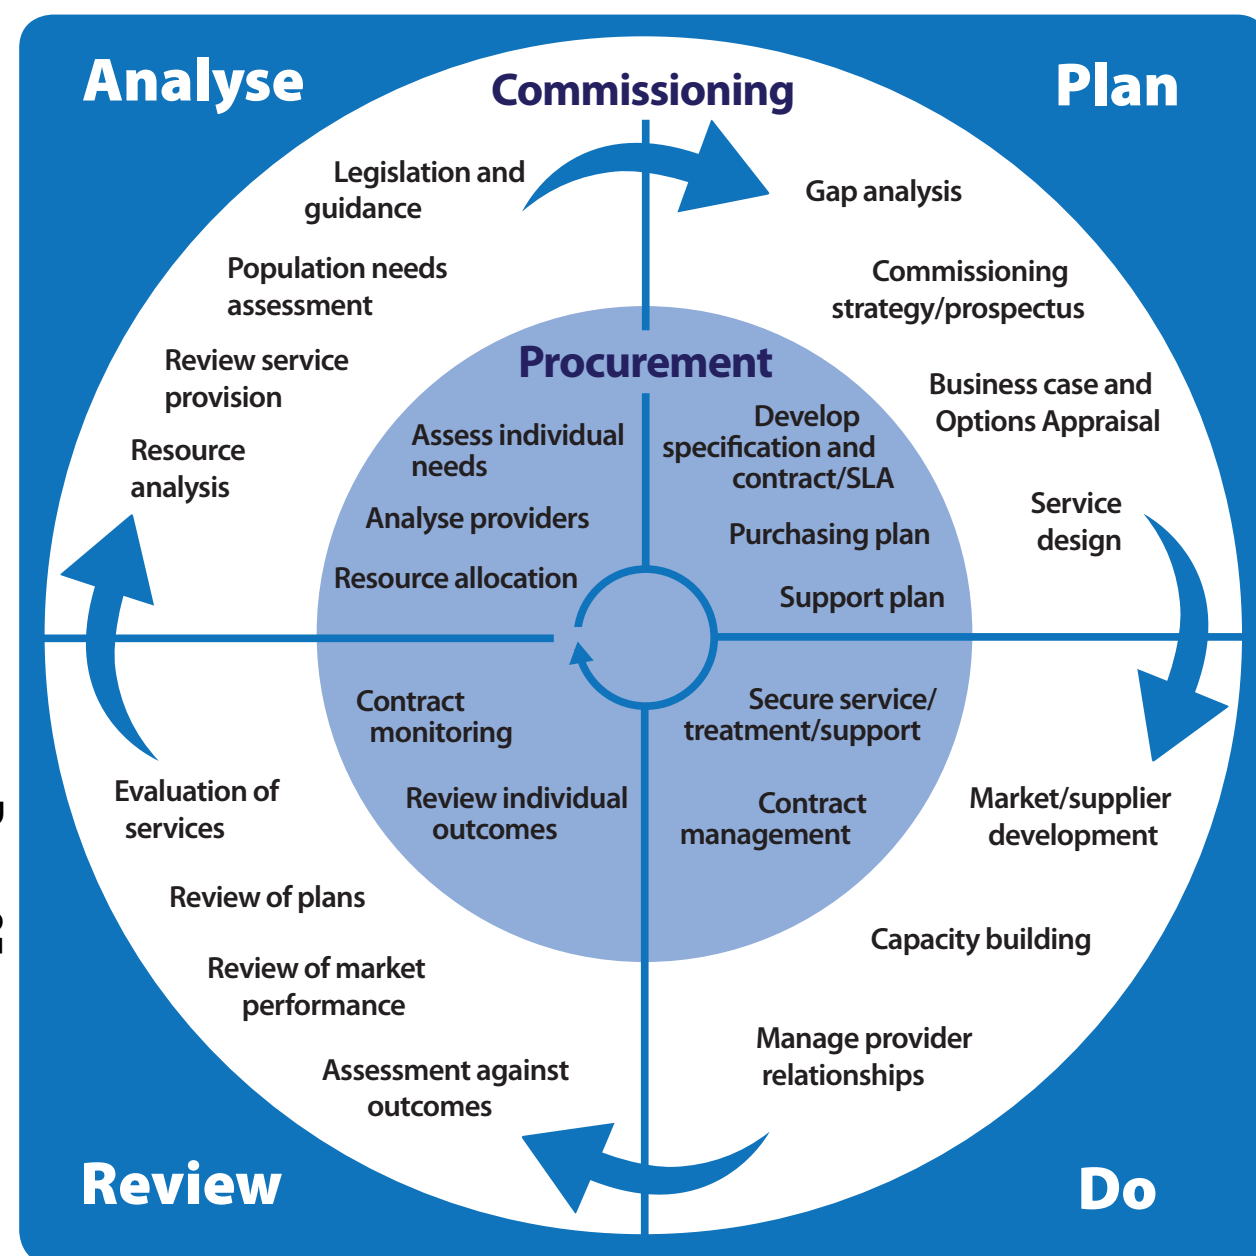 Analyse
Commissioning
Plan
Legislation and
guidance
Population needs
assessment
Review service
provision
Resource
analysis
Gap analysis
Commissioning
strategy/prospectus
Business case and
Options Appraisal
Service
design
Procurement
Assess individual
needs
Analyse providers
Resource allocation
Develop
specification and
contract/SLA
Purchasing plan
Support plan
Contract
monitoring
Review individual
outcomes
Secure service/
treatment/support
Contract
management
Evaluation of
services
Review of plans
Review of market
performance
Assessment against
outcomes
Market/supplier
development
Capacity building
Manage provider
relationships
Review
Do